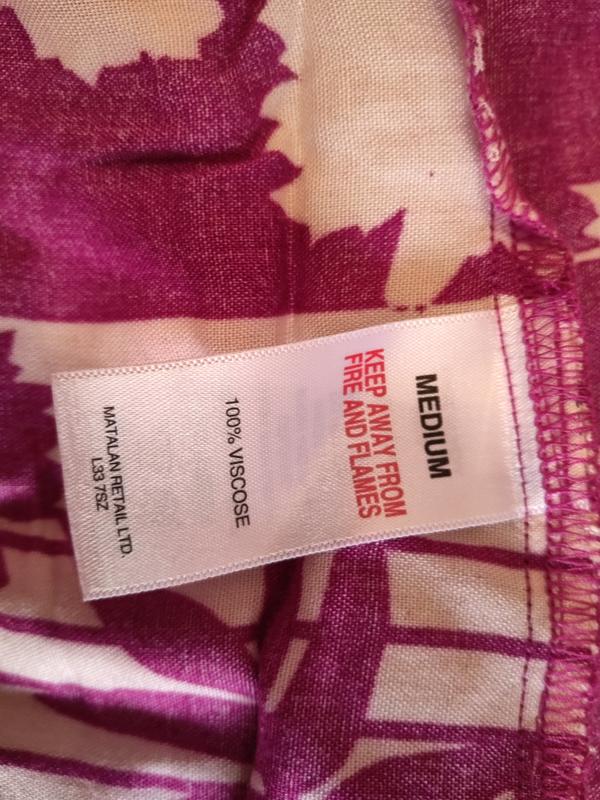 MEDIUM
KEEP AWAY FROM
FIRE AND FLAMES
100% VISCOSE
MATALAN RETAIL LTD.
L33 7SZ